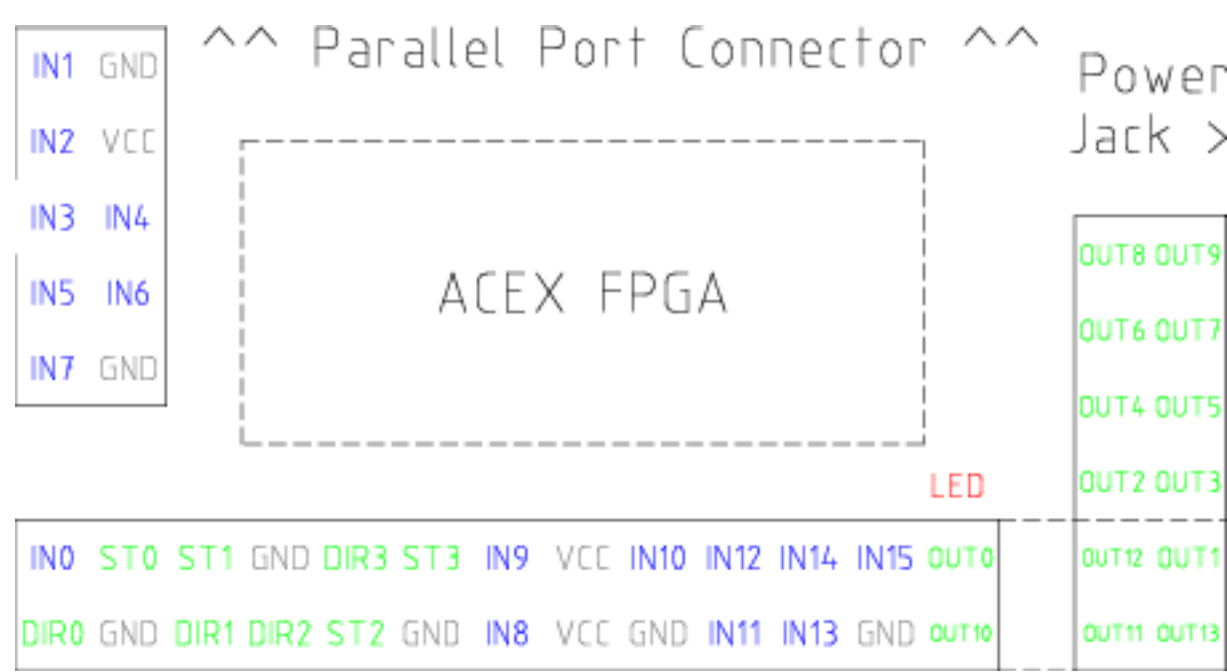 ^^ Parallel Port Connector ^^
Power
Jack >
IN1 GND
IN2 VCC
IN3 IN4
IN5 IN6
IN7 GND
ACEX FPGA
OUT8 OUT9
OUT6 OUT7
OUT4 OUT5
OUT2 OUT3
OUT12 OUT1
OUT11 OUT13
LED
IN0 ST0 ST1 GND DIR3 ST3 IN9 VCC IN10 IN12 IN14 IN15 OUT0
DIR0 GND DIR1 DIR2 ST2 GND IN8 VCC GND IN11 IN13 GND OUT10